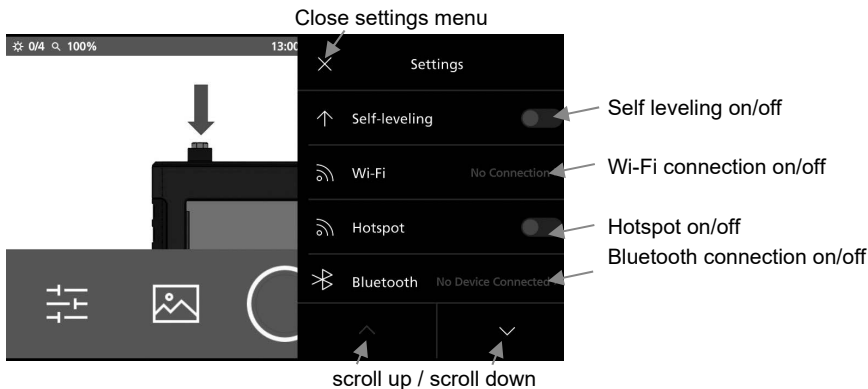 Close settings menu
0/4 100% 13:00
Settings
Self-leveling
Self leveling on/off
Wi-Fi No Connection
Wi-Fi connection on/off
Hotspot
Hotspot on/off
Bluetooth No Device Connected
Bluetooth connection on/off
scroll up / scroll down